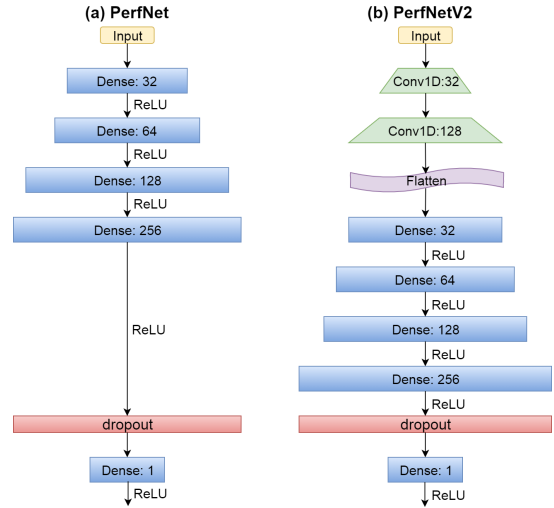 (a) PerfNet
Input
Dense: 32
ReLU
Dense: 64
ReLU
Dense: 128
ReLU
Dense: 256
ReLU
dropout
Dense: 1
ReLU
(b) PerfNetV2
Input
Conv1D:32
Conv1D:128
Flatten
Dense: 32
ReLU
Dense: 64
ReLU
Dense: 128
ReLU
Dense: 256
ReLU
dropout
Dense: 1
ReLU